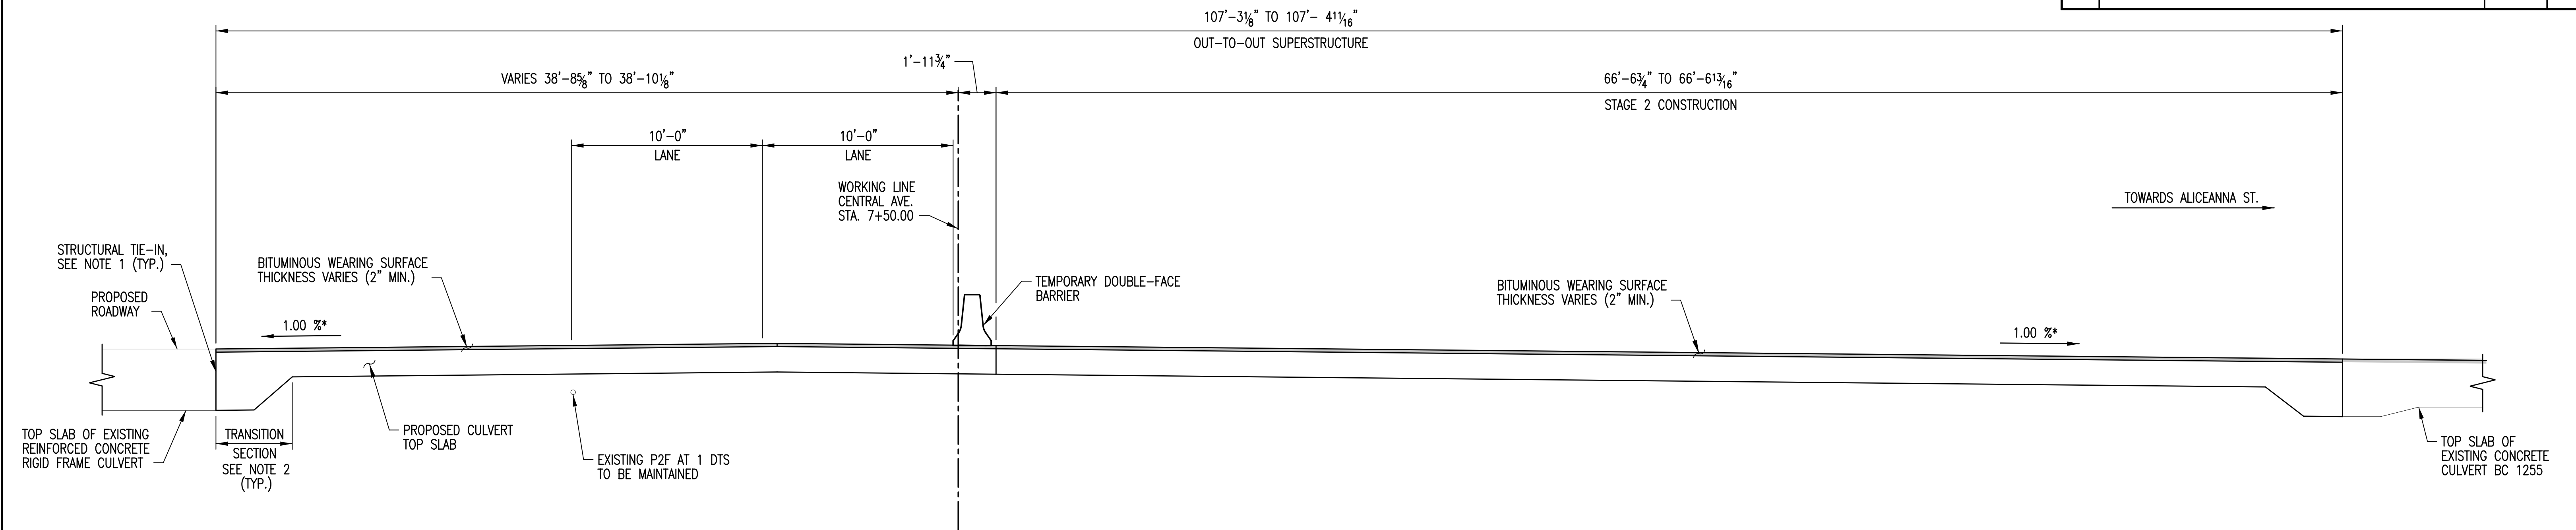 107'-3⅛" TO 107'- 4¹¹⁄₁₆"
OUT-TO-OUT SUPERSTRUCTURE
1'-11¾"
VARIES 38'-8⅝" TO 38'-10⅛"
66'-6¾" TO 66'-6¹³⁄₁₆"
STAGE 2 CONSTRUCTION
10'-0"
LANE
10'-0"
LANE
WORKING LINE
CENTRAL AVE.
STA. 7+50.00
TOWARDS ALICEANNA ST.
STRUCTURAL TIE-IN,
SEE NOTE 1 (TYP.)
BITUMINOUS WEARING SURFACE
THICKNESS VARIES (2" MIN.)
PROPOSED
ROADWAY
1.00 %*
TEMPORARY DOUBLE-FACE
BARRIER
BITUMINOUS WEARING SURFACE
THICKNESS VARIES (2" MIN.)
1.00 %*
TOP SLAB OF EXISTING
REINFORCED CONCRETE
RIGID FRAME CULVERT
TRANSITION
SECTION
SEE NOTE 2
(TYP.)
PROPOSED CULVERT
TOP SLAB
EXISTING P2F AT 1 DTS
TO BE MAINTAINED
TOP SLAB OF
EXISTING CONCRETE
CULVERT BC 1255